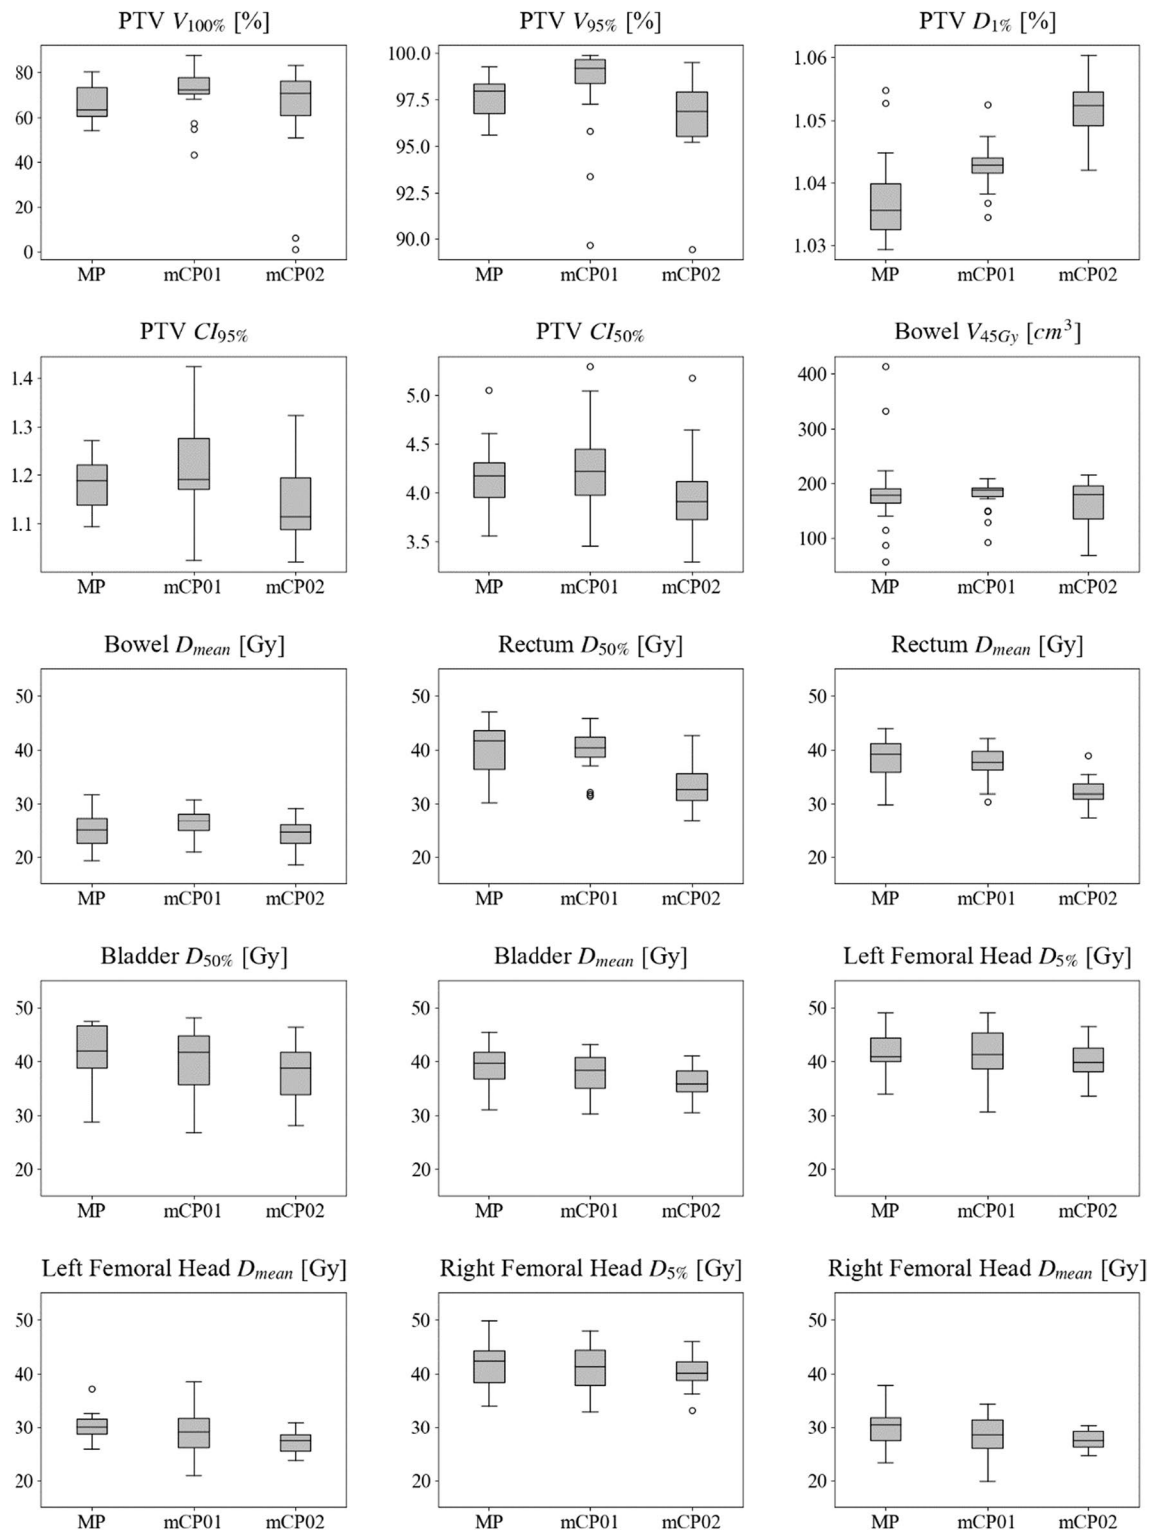 PTV V100% [%] PTV V95% [%] PTV D1% [%]
80 60 40 20 0
100.0 97.5 95.0 92.5 90.0
1.06 1.05 1.04 1.03
MP mCP01 mCP02 MP mCP01 mCP02 MP mCP01 mCP02
PTV CI95% PTV CI50% Bowel V45Gy [cm³]
1.4 1.3 1.2 1.1
5.0 4.5 4.0 3.5
400 300 200 100
MP mCP01 mCP02 MP mCP01 mCP02 MP mCP01 mCP02
Bowel Dmean [Gy] Rectum D50% [Gy] Rectum Dmean [Gy]
50 40 30 20
50 40 30 20
50 40 30 20
MP mCP01 mCP02 MP mCP01 mCP02 MP mCP01 mCP02
Bladder D50% [Gy] Bladder Dmean [Gy] Left Femoral Head D5% [Gy]
50 40 30 20
50 40 30 20
50 40 30 20
MP mCP01 mCP02 MP mCP01 mCP02 MP mCP01 mCP02
Left Femoral Head Dmean [Gy] Right Femoral Head D5% [Gy] Right Femoral Head Dmean [Gy]
50 40 30 20
50 40 30 20
50 40 30 20
MP mCP01 mCP02 MP mCP01 mCP02 MP mCP01 mCP02